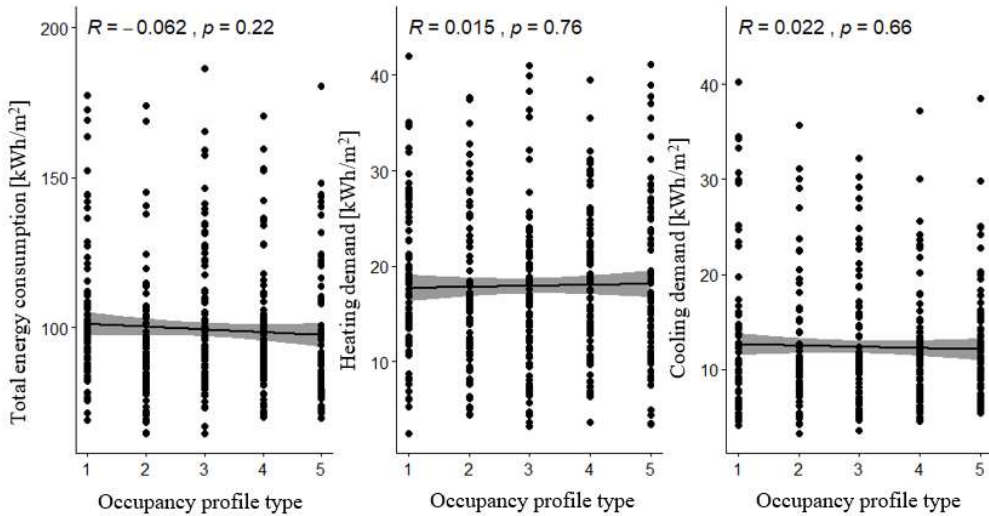 Total energy consumption [kWh/m²]
200
150
100
R = −0.062 , p = 0.22
1 2 3 4 5
Occupancy profile type
Heating demand [kWh/m²]
40
30
20
10
R = 0.015 , p = 0.76
1 2 3 4 5
Occupancy profile type
Cooling demand [kWh/m²]
40
30
20
10
R = 0.022 , p = 0.66
1 2 3 4 5
Occupancy profile type